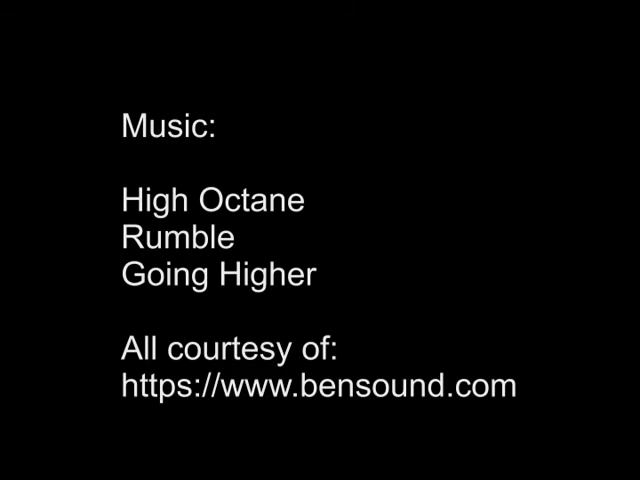 Music:
High Octane
Rumble
Going Higher
All courtesy of:
https://www.bensound.com